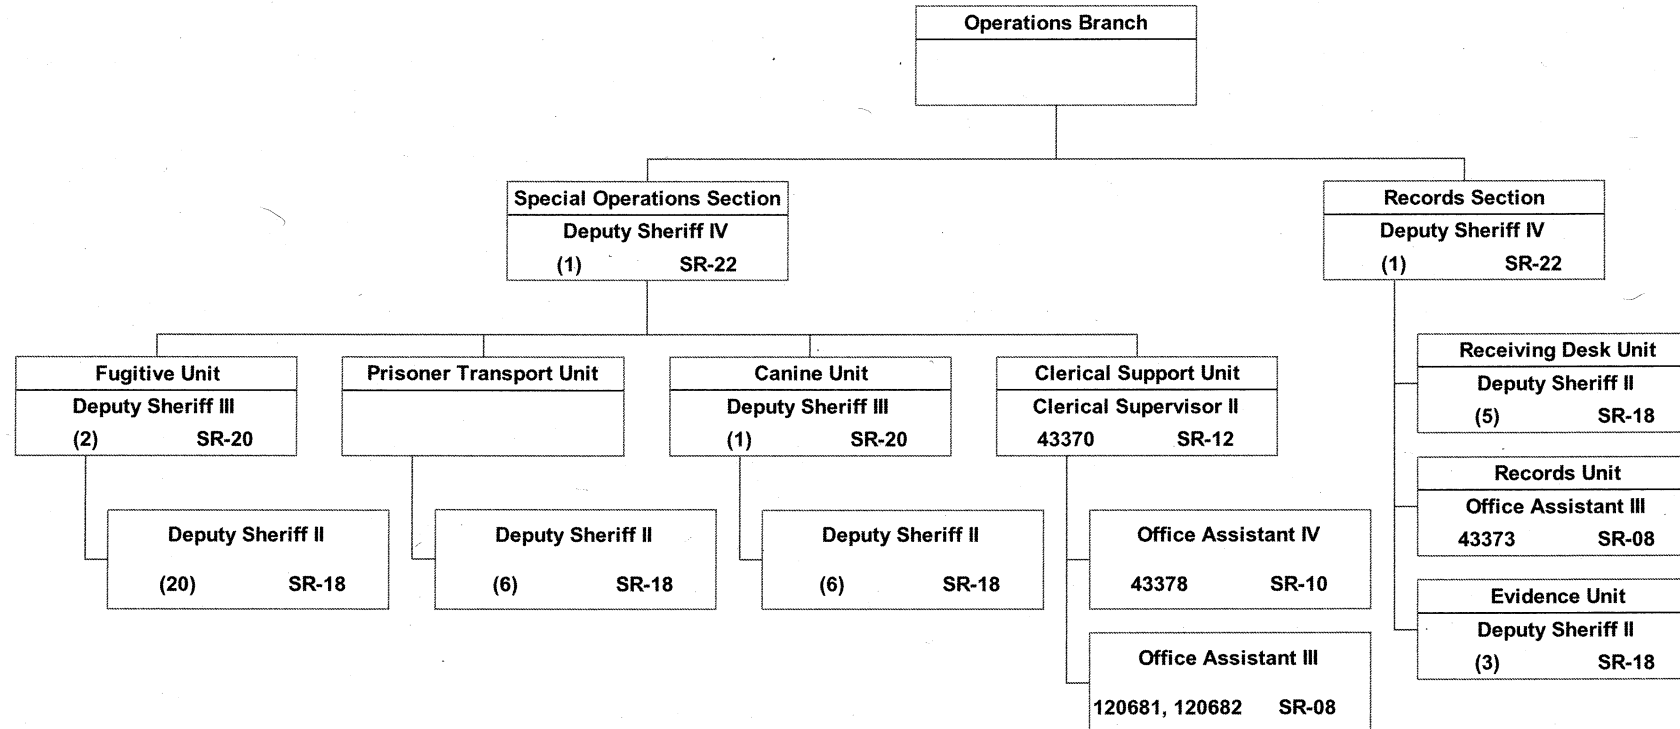 Operations Branch
Special Operations Section
Deputy Sheriff IV
(1) SR-22
Records Section
Deputy Sheriff IV
(1) SR-22
Fugitive Unit
Deputy Sheriff III
(2) SR-20
Deputy Sheriff II
(20) SR-18
Prisoner Transport Unit
Deputy Sheriff II
(6) SR-18
Canine Unit
Deputy Sheriff III
(1) SR-20
Deputy Sheriff II
(6) SR-18
Clerical Support Unit
Clerical Supervisor II
43370 SR-12
Office Assistant IV
43378 SR-10
Office Assistant III
120681, 120682 SR-08
Receiving Desk Unit
Deputy Sheriff II
(5) SR-18
Records Unit
Office Assistant III
43373 SR-08
Evidence Unit
Deputy Sheriff II
(3) SR-18